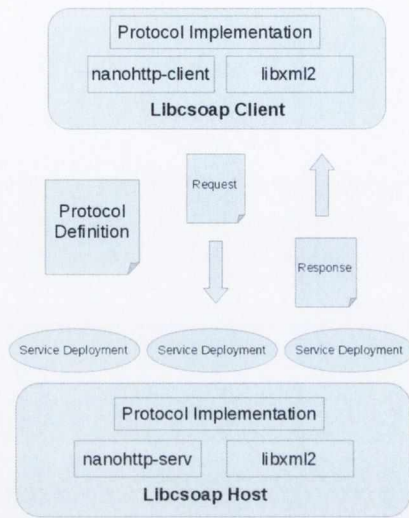 Protocol Implementation
nanohttp-client
libxml2
Libcsoap Client
Request
Protocol
Definition
Response
Service Deployment
Service Deployment
Service Deployment
Protocol Implementation
nanohttp-serv
libxml2
Libcsoap Host